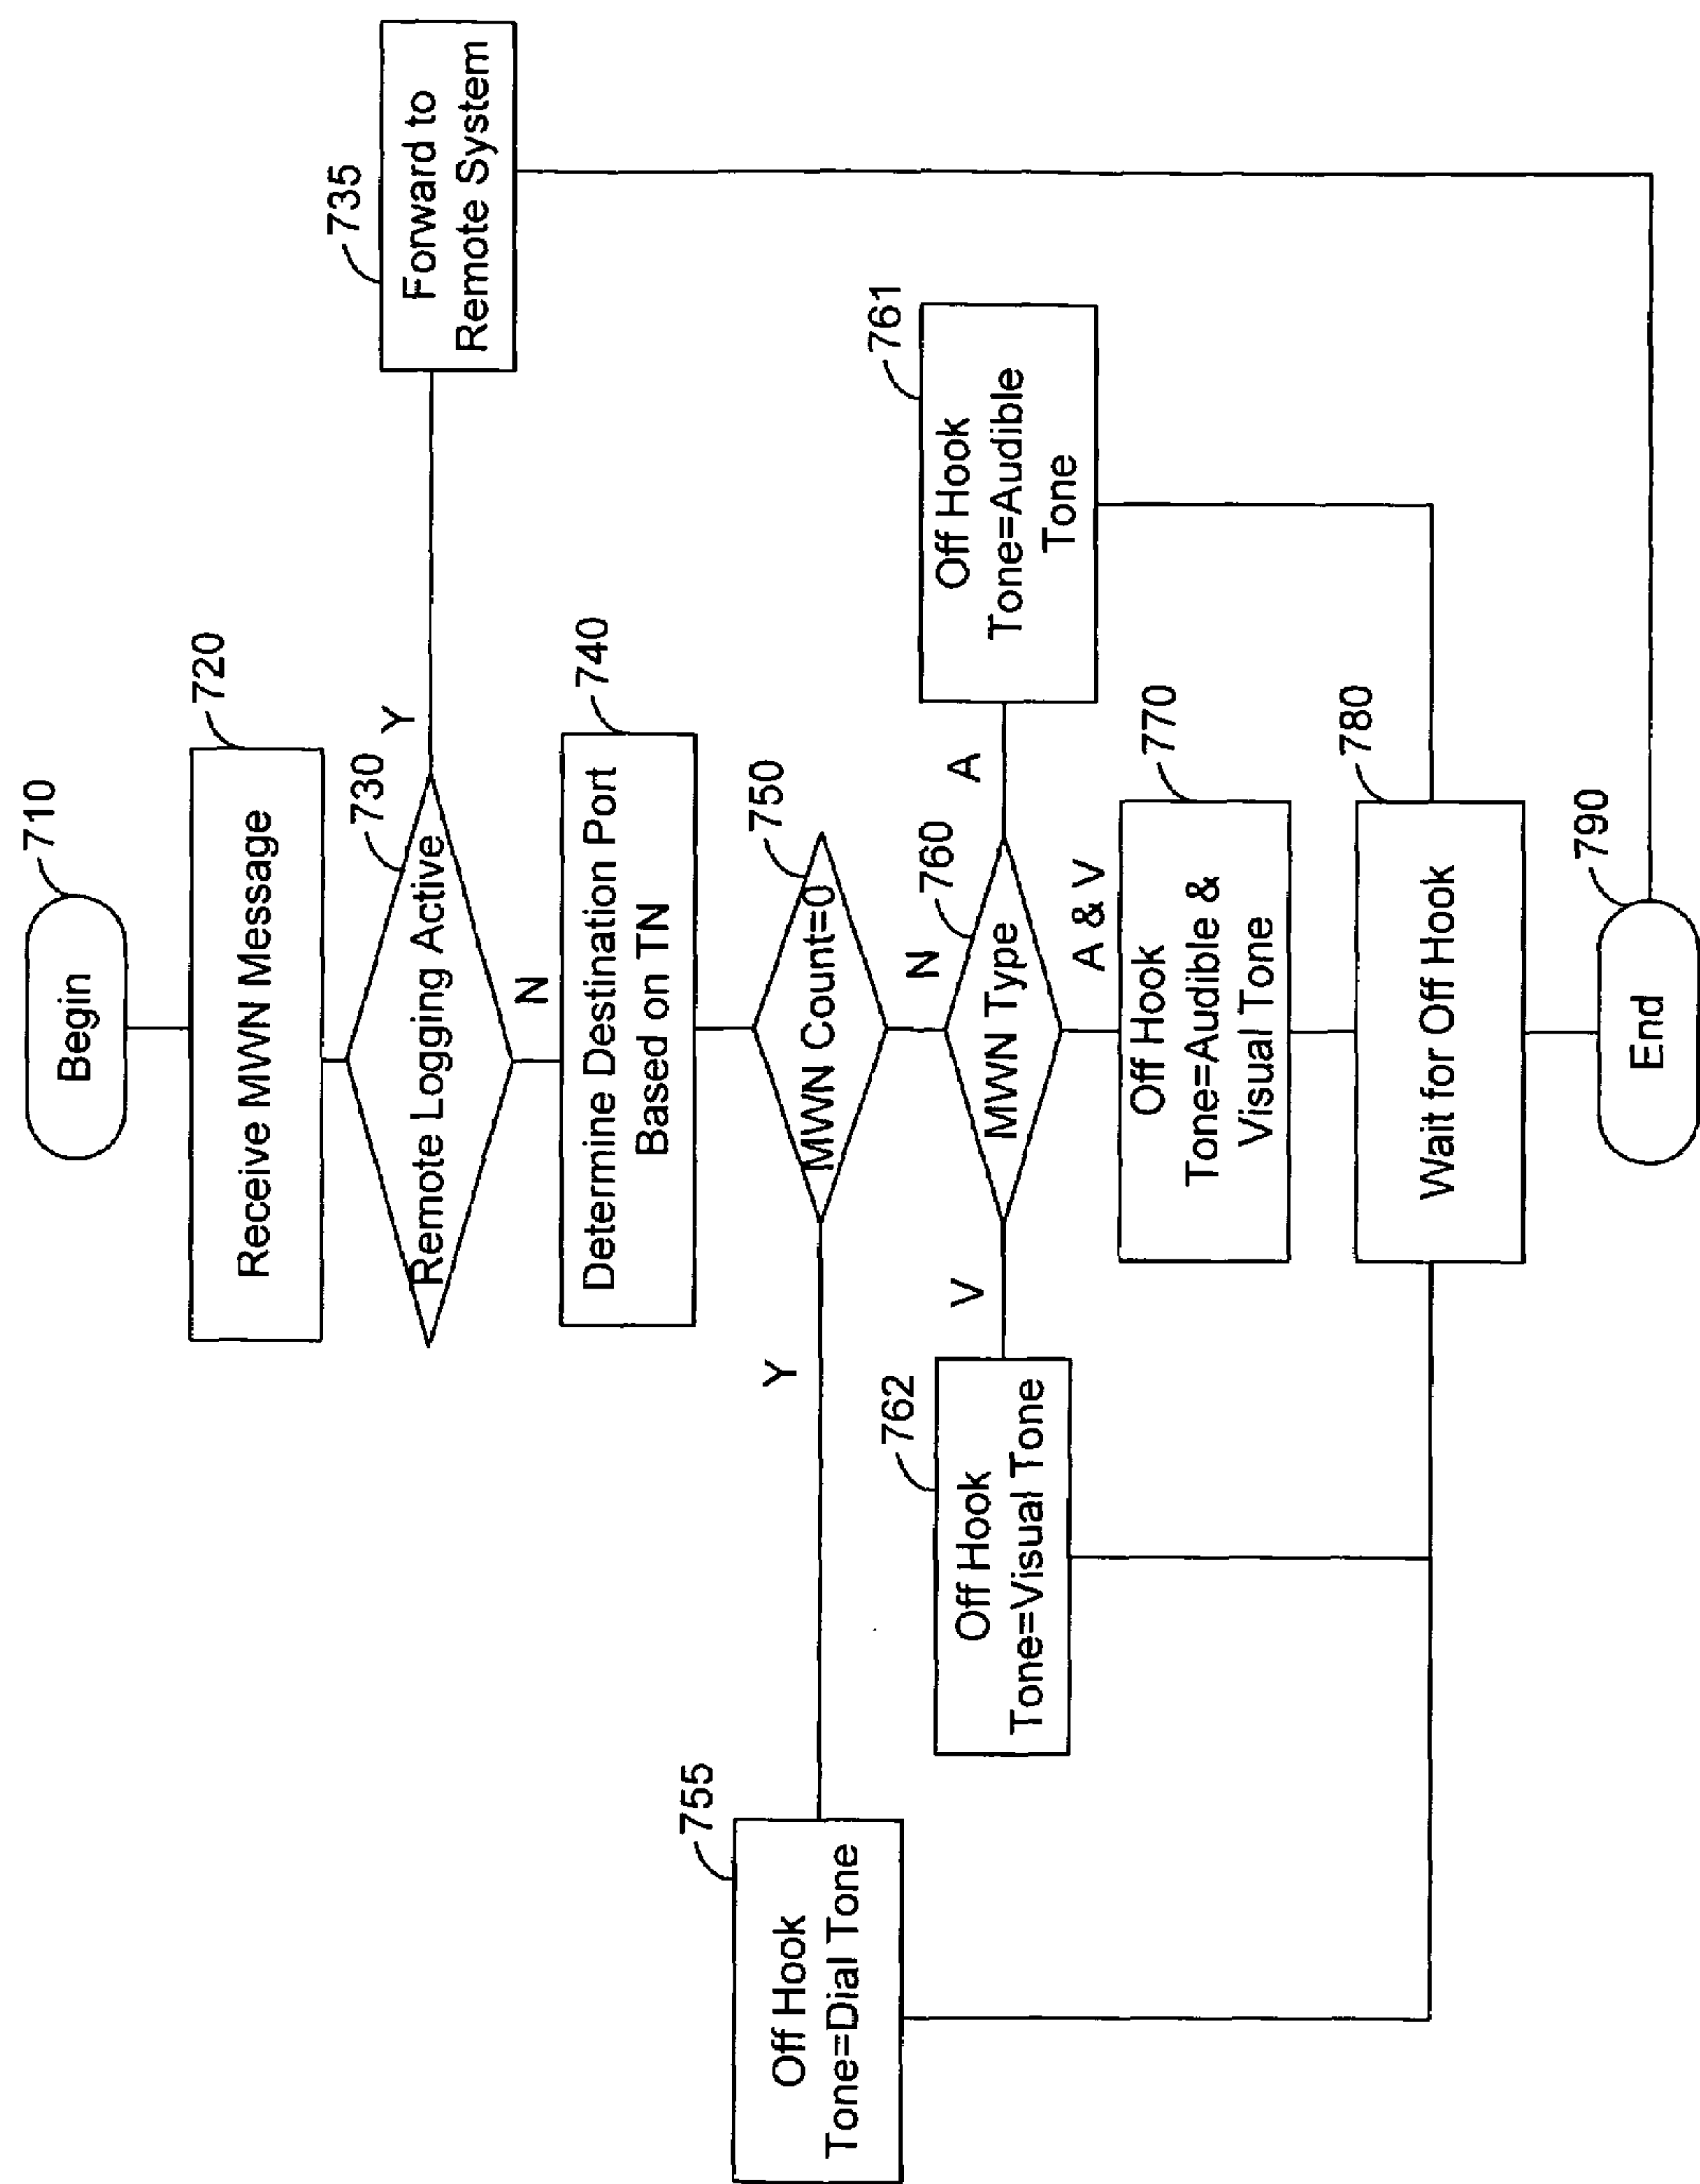 Begin
710
Receive MWN Message
720
Remote Logging Active
730
Y
Forward to
Remote System
735
N
Determine Destination Port
Based on TN
740
MWN Count=0
750
Y
Off Hook
Tone=Dial Tone
755
N
MWN Type
760
V
Off Hook
Tone=Visual Tone
762
A
Off Hook
Tone=Audible
Tone
761
A & V
Off Hook
Tone=Audible &
Visual Tone
770
Wait for Off Hook
780
End
790